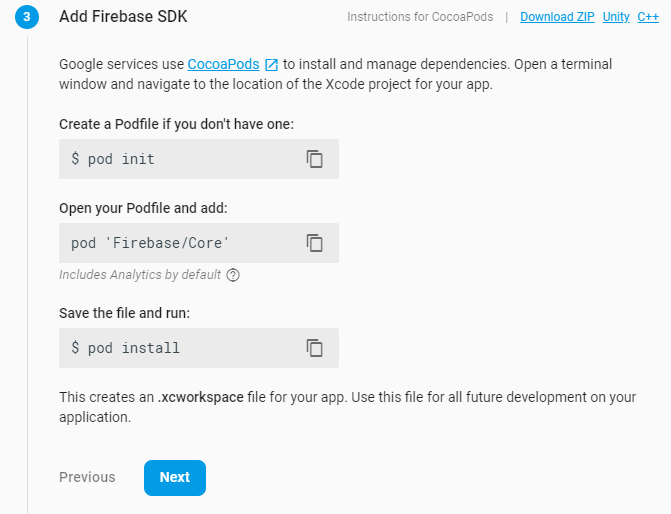 3 Add Firebase SDK Instructions for CocoaPods | Download ZIP Unity C++
Google services use CocoaPods to install and manage dependencies. Open a terminal
window and navigate to the location of the Xcode project for your app.
Create a Podfile if you don't have one:
$ pod init
Open your Podfile and add:
pod 'Firebase/Core'
Includes Analytics by default ?
Save the file and run:
$ pod install
This creates an .xcworkspace file for your app. Use this file for all future development on your
application.
Previous Next